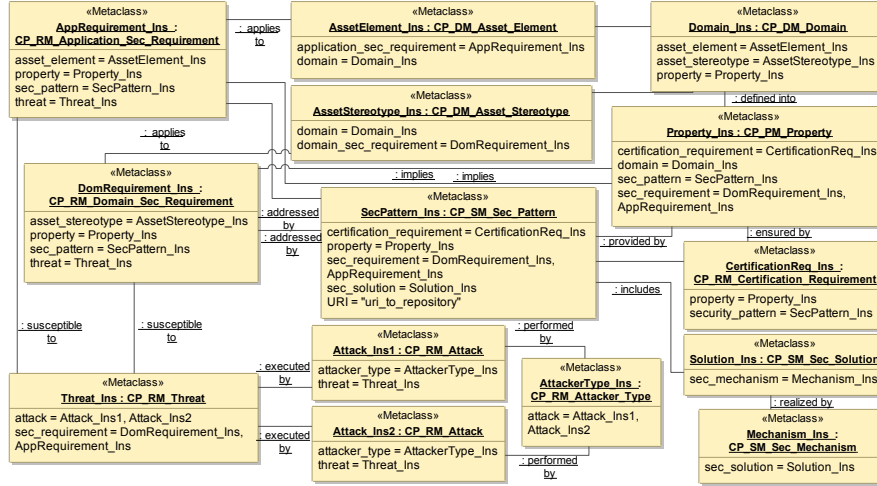 «Metaclass»
AppRequirement_Ins :
CP_RM_Application_Sec_Requirement
asset_element = AssetElement_Ins
property = Property_Ins
sec_pattern = SecPattern_Ins
threat = Threat_Ins
: applies
to
«Metaclass»
AssetElement_Ins : CP_DM_Asset_Element
application_sec_requirement = AppRequirement_Ins
domain = Domain_Ins
«Metaclass»
Domain_Ins : CP_DM_Domain
asset_element = AssetElement_Ins
asset_stereotype = AssetStereotype_Ins
property = Property_Ins
«Metaclass»
AssetStereotype_Ins : CP_DM_Asset_Stereotype
domain = Domain_Ins
domain_sec_requirement = DomRequirement_Ins
: defined into
«Metaclass»
Property_Ins : CP_PM_Property
certification_requirement = CertificationReq_Ins
domain = Domain_Ins
sec_pattern = SecPattern_Ins
sec_requirement = DomRequirement_Ins,
AppRequirement_Ins
: applies
to
: implies
: implies
«Metaclass»
DomRequirement_Ins :
CP_RM_Domain_Sec_Requirement
asset_stereotype = AssetStereotype_Ins
property = Property_Ins
sec_pattern = SecPattern_Ins
threat = Threat_Ins
: addressed
by
: addressed
by
«Metaclass»
SecPattern_Ins : CP_SM_Sec_Pattern
certification_requirement = CertificationReq_Ins
property = Property_Ins
sec_requirement = DomRequirement_Ins,
AppRequirement_Ins
sec_solution = Solution_Ins
URI = "uri_to_repository"
: provided by
: ensured by
: includes
«Metaclass»
CertificationReq_Ins :
CP_RM_Certification_Requirement
property = Property_Ins
security_pattern = SecPattern_Ins
: susceptible
to
: susceptible
to
«Metaclass»
Threat_Ins : CP_RM_Threat
attack = Attack_Ins1, Attack_Ins2
sec_requirement = DomRequirement_Ins,
AppRequirement_Ins
: executed
by
: executed
by
«Metaclass»
Attack_Ins1 : CP_RM_Attack
attacker_type = AttackerType_Ins
threat = Threat_Ins
«Metaclass»
Attack_Ins2 : CP_RM_Attack
attacker_type = AttackerType_Ins
threat = Threat_Ins
: performed
by
: performed
by
«Metaclass»
AttackerType_Ins :
CP_RM_Attacker_Type
attack = Attack_Ins1,
Attack_Ins2
«Metaclass»
Solution_Ins : CP_SM_Sec_Solution
sec_mechanism = Mechanism_Ins
: realized by
«Metaclass»
Mechanism_Ins :
CP_SM_Sec_Mechanism
sec_solution = Solution_Ins